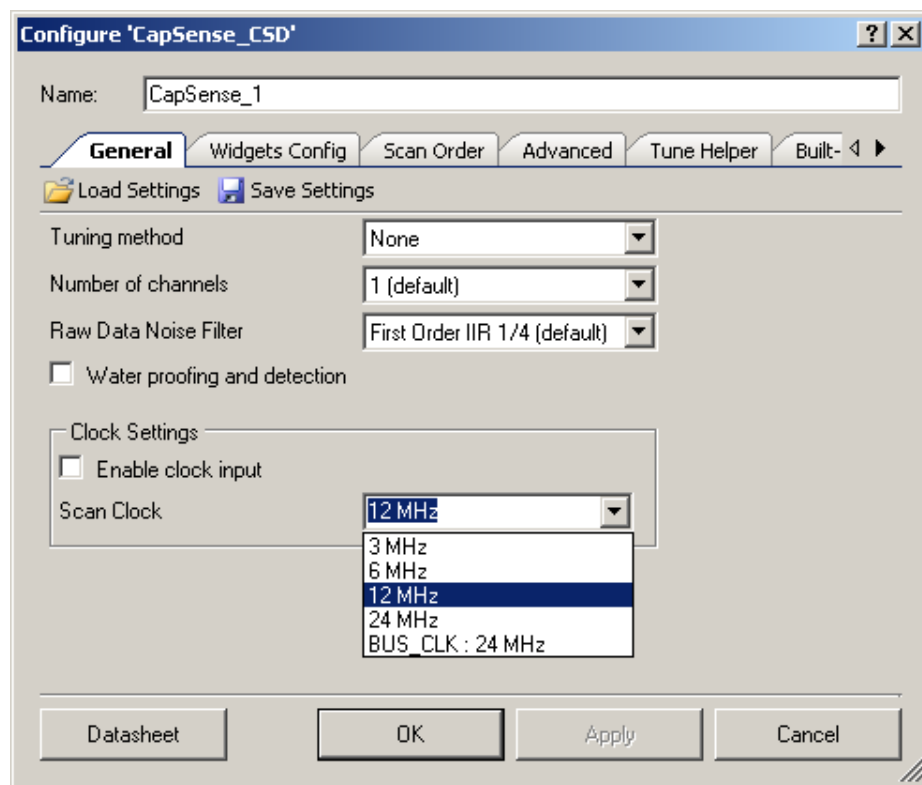 Configure 'CapSense_CSD'
Name: CapSense_1
General Widgets Config Scan Order Advanced Tune Helper Built-
Load Settings Save Settings
Tuning method None
Number of channels 1 (default)
Raw Data Noise Filter First Order IIR 1/4 (default)
Water proofing and detection
Clock Settings
Enable clock input
Scan Clock 12 MHz
3 MHz
6 MHz
12 MHz
24 MHz
BUS_CLK : 24 MHz
Datasheet OK Apply Cancel